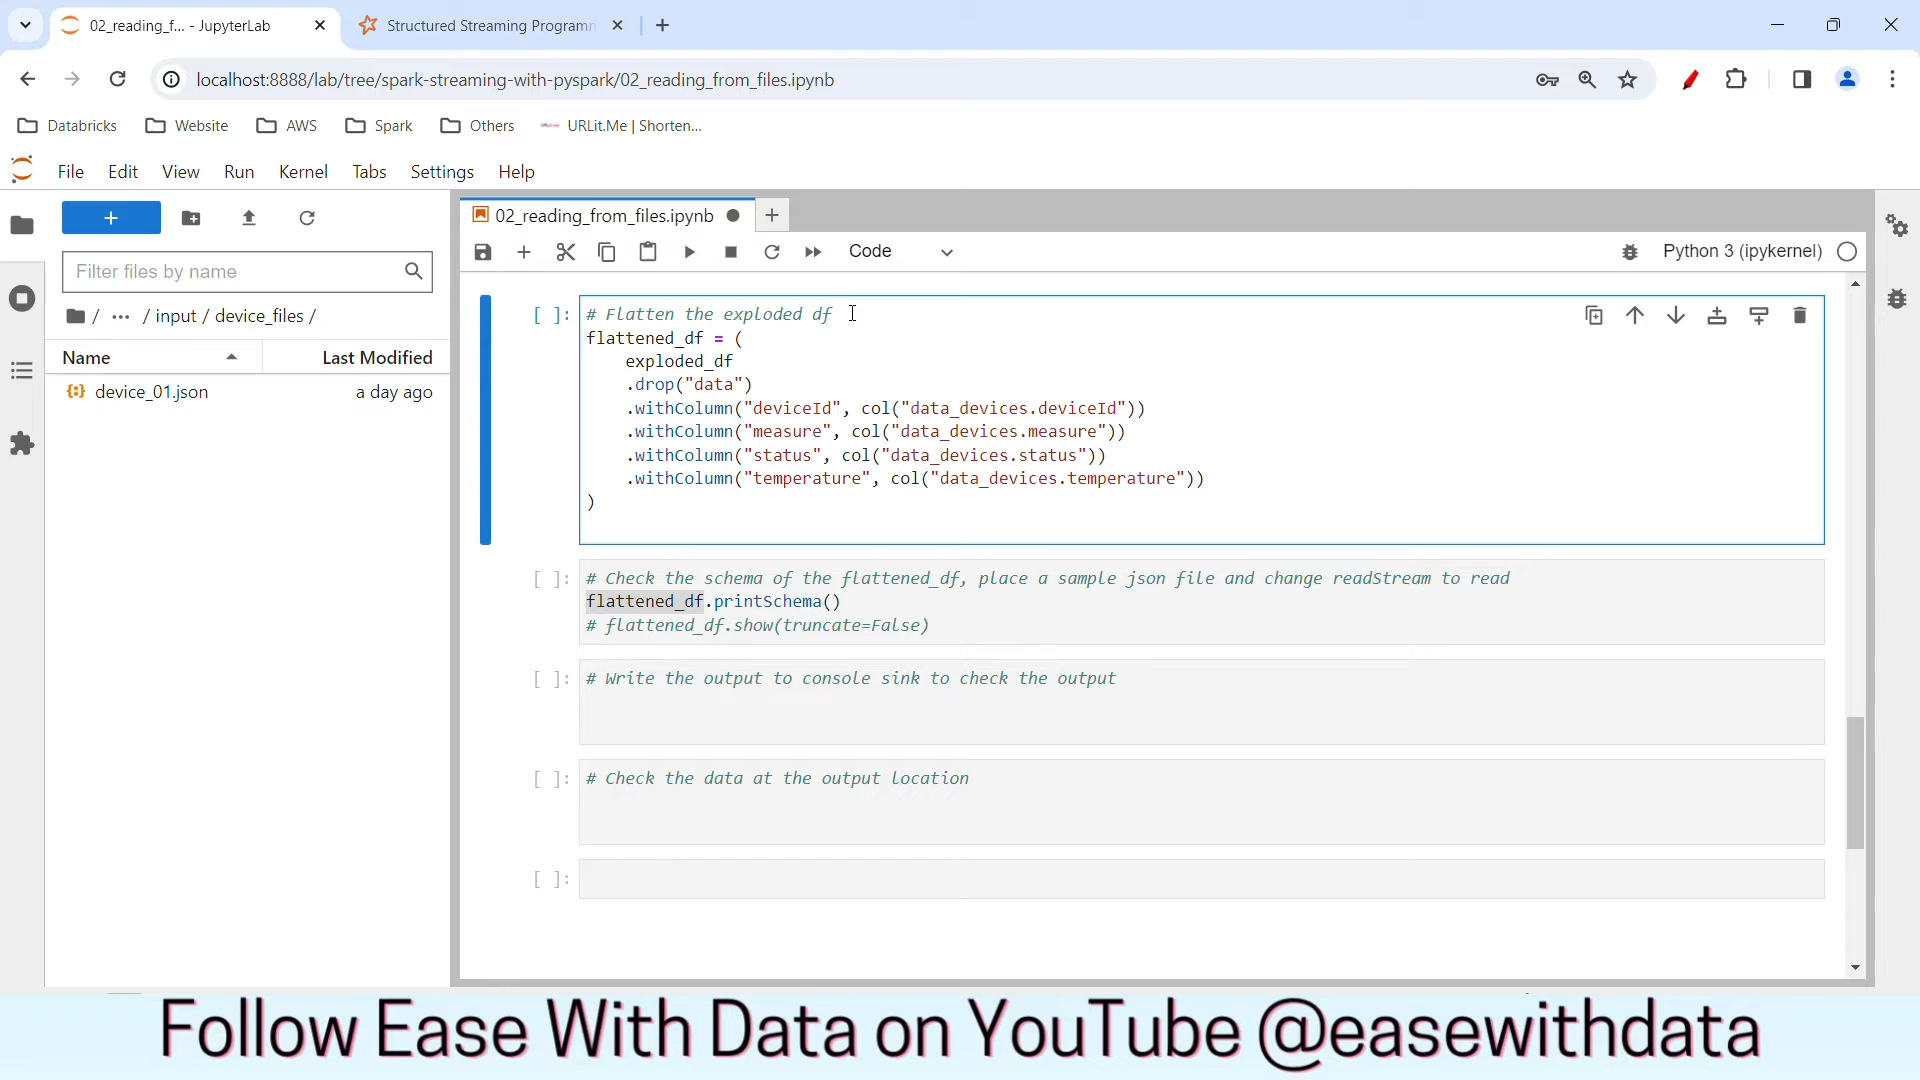 02_reading_f... - JupyterLab
Structured Streaming Programm
localhost:8888/lab/tree/spark-streaming-with-pyspark/02_reading_from_files.ipynb
Databricks
Website
AWS
Spark
Others
URLit.Me | Shorten...
File
Edit
View
Run
Kernel
Tabs
Settings
Help
Filter files by name
/ ··· / input / device_files /
Name
Last Modified
device_01.json
a day ago
02_reading_from_files.ipynb
Code
Python 3 (ipykernel)
[ ]:
# Flatten the exploded df
flattened_df = (
exploded_df
.drop("data")
.withColumn("deviceId", col("data_devices.deviceId"))
.withColumn("measure", col("data_devices.measure"))
.withColumn("status", col("data_devices.status"))
.withColumn("temperature", col("data_devices.temperature"))
)
[ ]:
# Check the schema of the flattened_df, place a sample json file and change readStream to read
flattened_df.printSchema()
# flattened_df.show(truncate=False)
[ ]:
# Write the output to console sink to check the output
[ ]:
# Check the data at the output location
[ ]:
Follow Ease With Data on YouTube @easewithdata